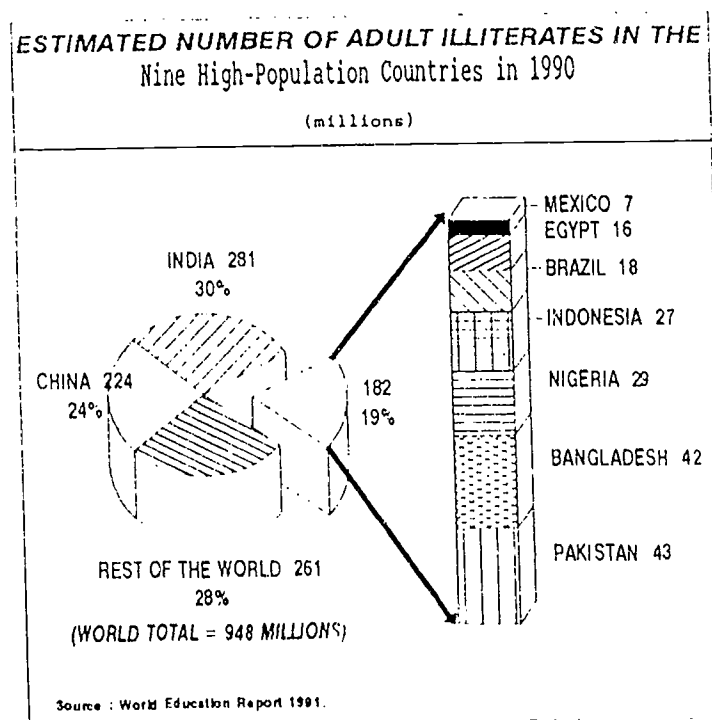 ESTIMATED NUMBER OF ADULT ILLITERATES IN THE
Nine High-Population Countries in 1990
(millions)
INDIA 281
30%
CHINA 224
24%
182
19%
REST OF THE WORLD 261
28%
(WORLD TOTAL = 948 MILLIONS)
MEXICO 7
EGYPT 16
BRAZIL 18
INDONESIA 27
NIGERIA 29
BANGLADESH 42
PAKISTAN 43
Source : World Education Report 1991.